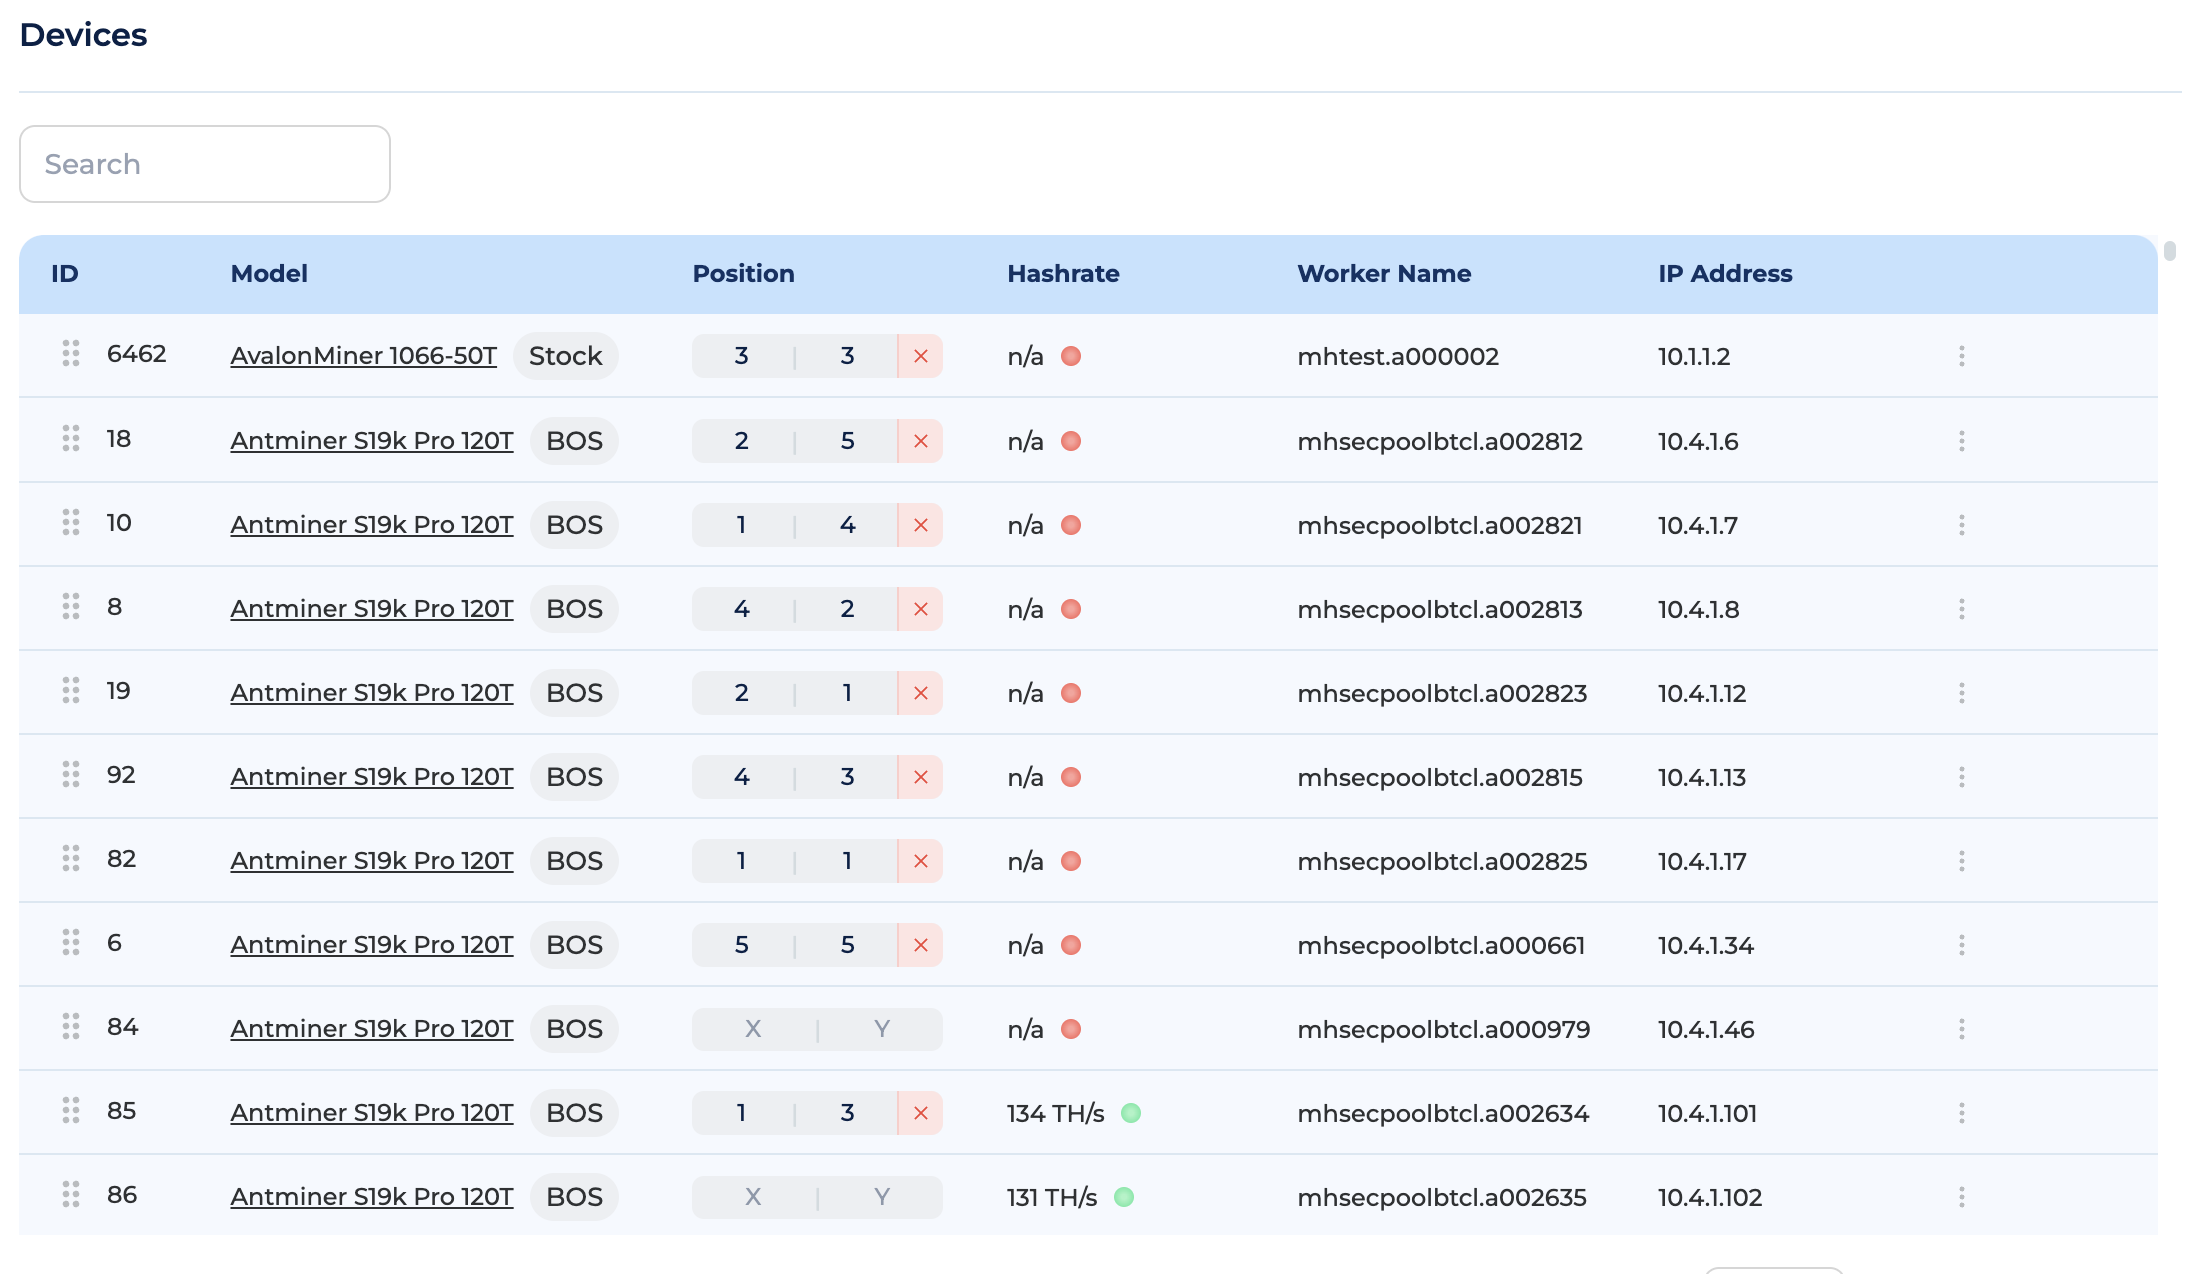 Devices
Search
ID Model Position Hashrate Worker Name IP Address
6462 AvalonMiner 1066-50T Stock 3 | 3 × n/a mhtest.a000002 10.1.1.2
18 Antminer S19k Pro 120T BOS 2 | 5 × n/a mhsecpoolbtcl.a002812 10.4.1.6
10 Antminer S19k Pro 120T BOS 1 | 4 × n/a mhsecpoolbtcl.a002821 10.4.1.7
8 Antminer S19k Pro 120T BOS 4 | 2 × n/a mhsecpoolbtcl.a002813 10.4.1.8
19 Antminer S19k Pro 120T BOS 2 | 1 × n/a mhsecpoolbtcl.a002823 10.4.1.12
92 Antminer S19k Pro 120T BOS 4 | 3 × n/a mhsecpoolbtcl.a002815 10.4.1.13
82 Antminer S19k Pro 120T BOS 1 | 1 × n/a mhsecpoolbtcl.a002825 10.4.1.17
6 Antminer S19k Pro 120T BOS 5 | 5 × n/a mhsecpoolbtcl.a000661 10.4.1.34
84 Antminer S19k Pro 120T BOS X | Y n/a mhsecpoolbtcl.a000979 10.4.1.46
85 Antminer S19k Pro 120T BOS 1 | 3 × 134 TH/s mhsecpoolbtcl.a002634 10.4.1.101
86 Antminer S19k Pro 120T BOS X | Y 131 TH/s mhsecpoolbtcl.a002635 10.4.1.102